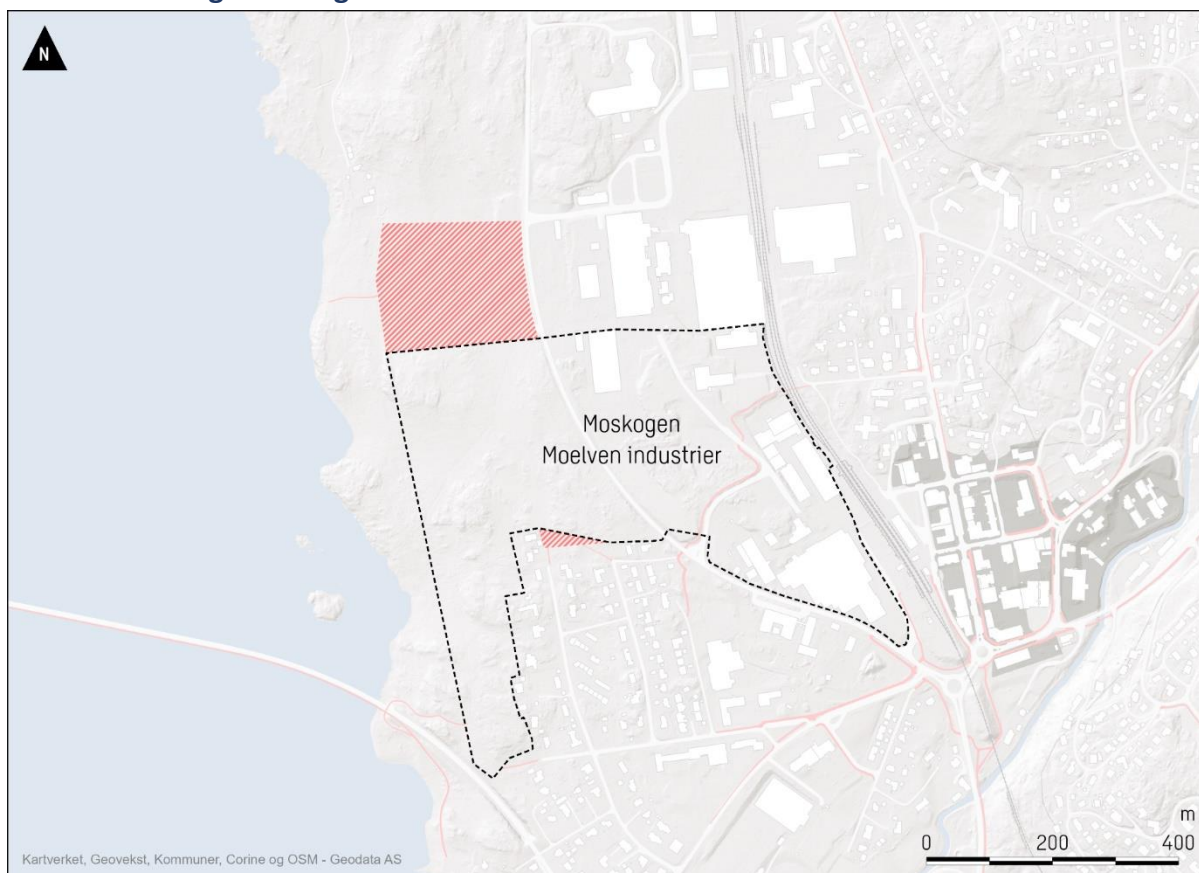 N
Moskogen
Moelven industrier
m
0 200 400
Kartverket, Geovekst, Kommuner, Corine og OSM - Geodata AS